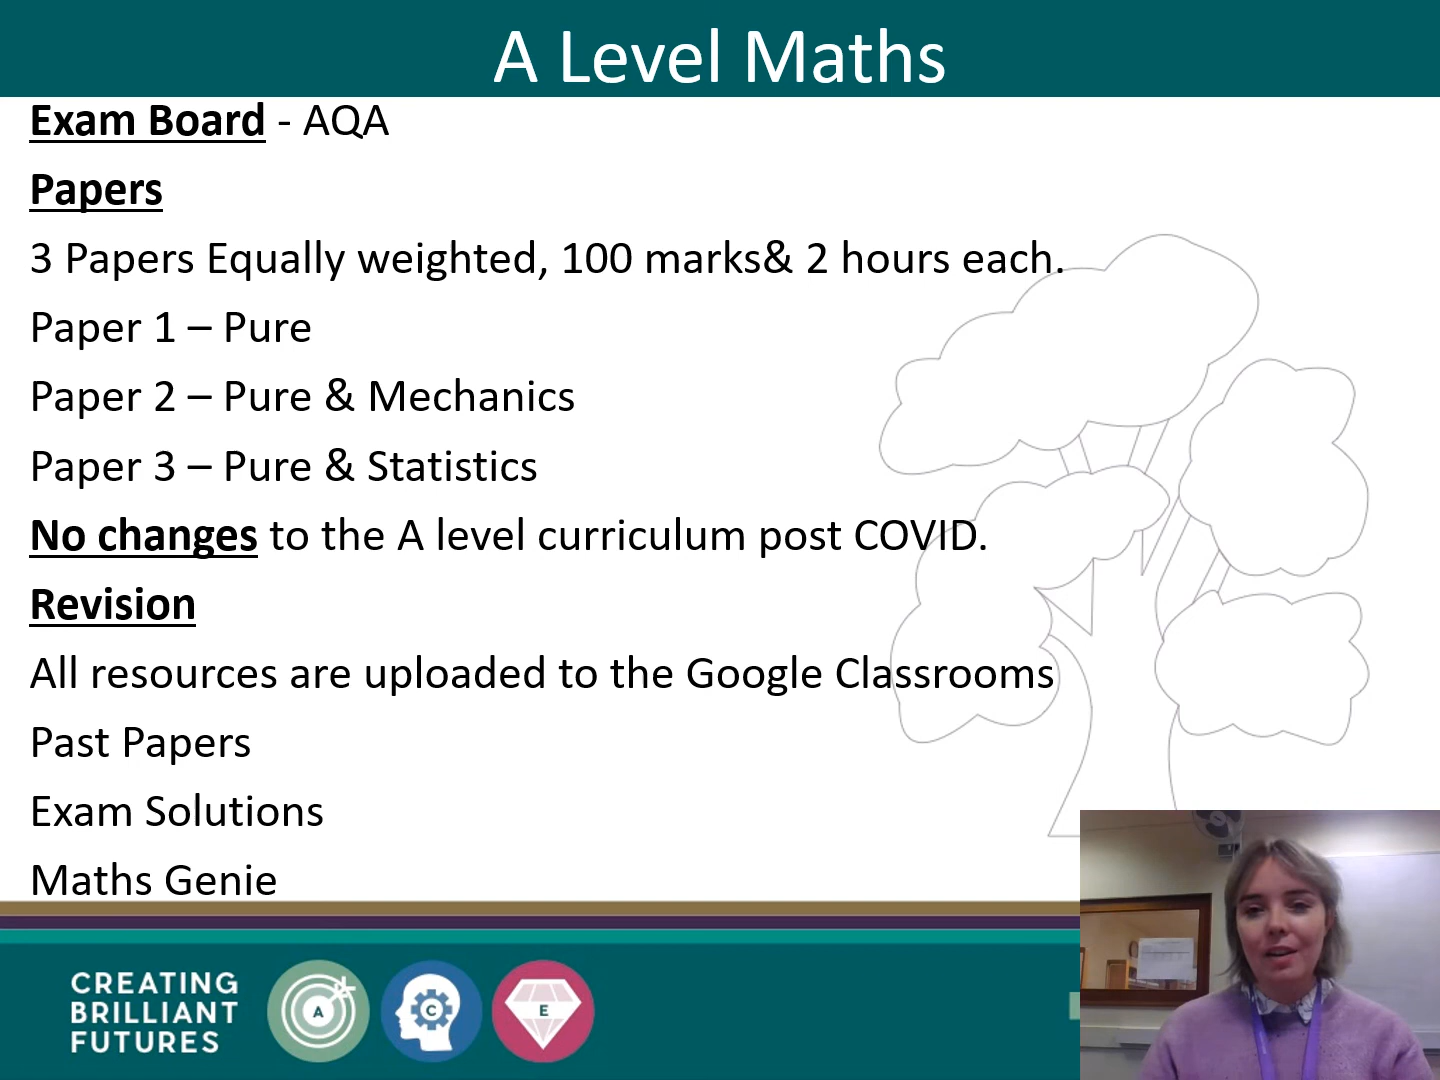 A Level Maths
Exam Board - AQA
Papers
3 Papers Equally weighted, 100 marks& 2 hours each.
Paper 1 – Pure
Paper 2 – Pure & Mechanics
Paper 3 – Pure & Statistics
No changes to the A level curriculum post COVID.
Revision
All resources are uploaded to the Google Classrooms
Past Papers
Exam Solutions
Maths Genie
CREATING
BRILLIANT
FUTURES
A
C
E